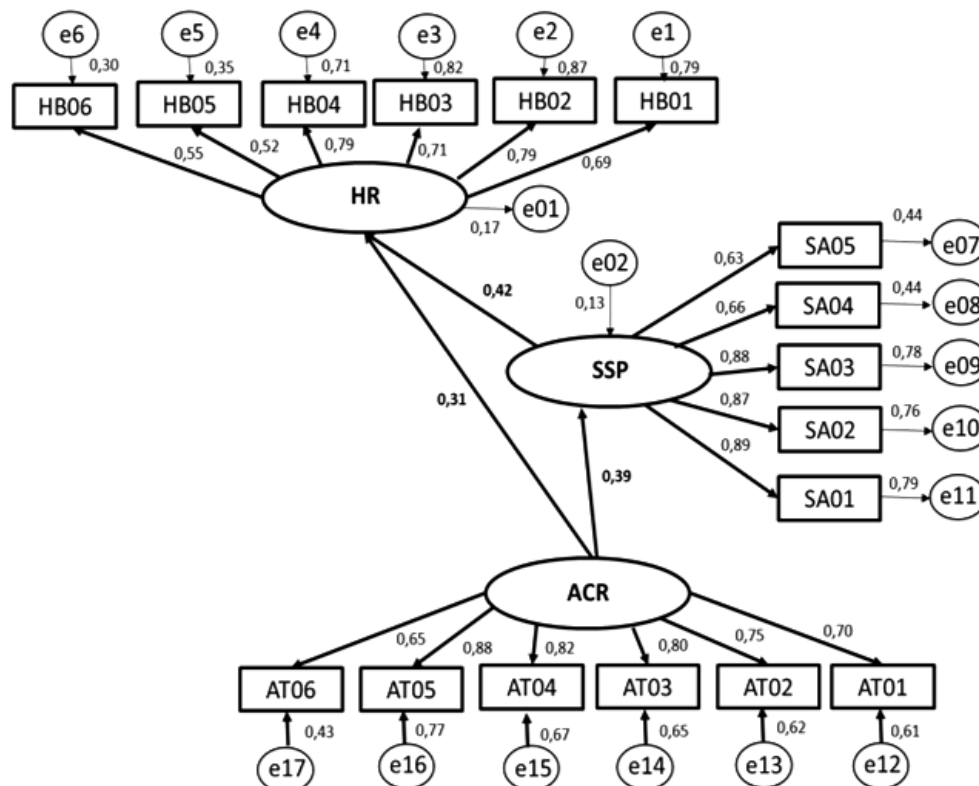 e6 e5 e4 e3 e2 e1
0,30 0,35 0,71 0,82 0,87 0,79
HB06 HB05 HB04 HB03 HB02 HB01
0,55 0,52 0,79 0,71 0,79 0,69
HR
0,17 e01
e02
0,13
0,42
0,31
SSP
0,63 SA05 0,44 e07
0,66 SA04 0,44 e08
0,88 SA03 0,78 e09
0,87 SA02 0,76 e10
0,89 SA01 0,79 e11
0,39
ACR
0,65 0,88 0,82 0,80 0,75 0,70
AT06 AT05 AT04 AT03 AT02 AT01
0,43 0,77 0,67 0,65 0,62 0,61
e17 e16 e15 e14 e13 e12